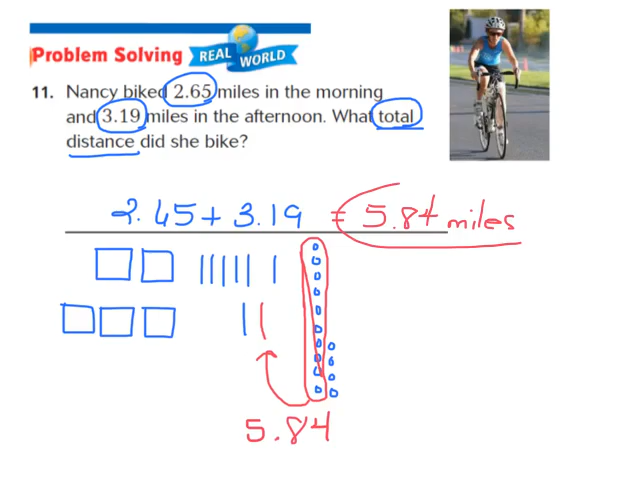 Problem Solving REAL WORLD
11. Nancy biked 2.65 miles in the morning
and 3.19 miles in the afternoon. What total
distance did she bike?
2.45 + 3.19 = 5.84 miles
5.84